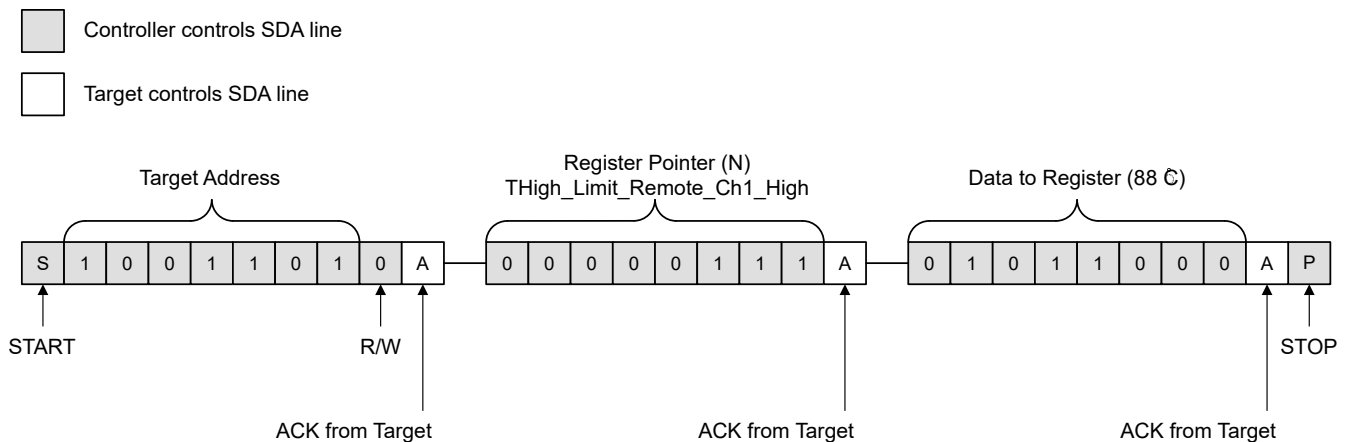 Controller controls SDA line
Target controls SDA line
Target Address
Register Pointer (N)
THigh_Limit_Remote_Ch1_High
Data to Register (88 °C)
S 1 0 0 1 1 0 1 0 A 0 0 0 0 0 1 1 1 A 0 1 0 1 1 0 0 0 A P
START
R/W
STOP
ACK from Target
ACK from Target
ACK from Target